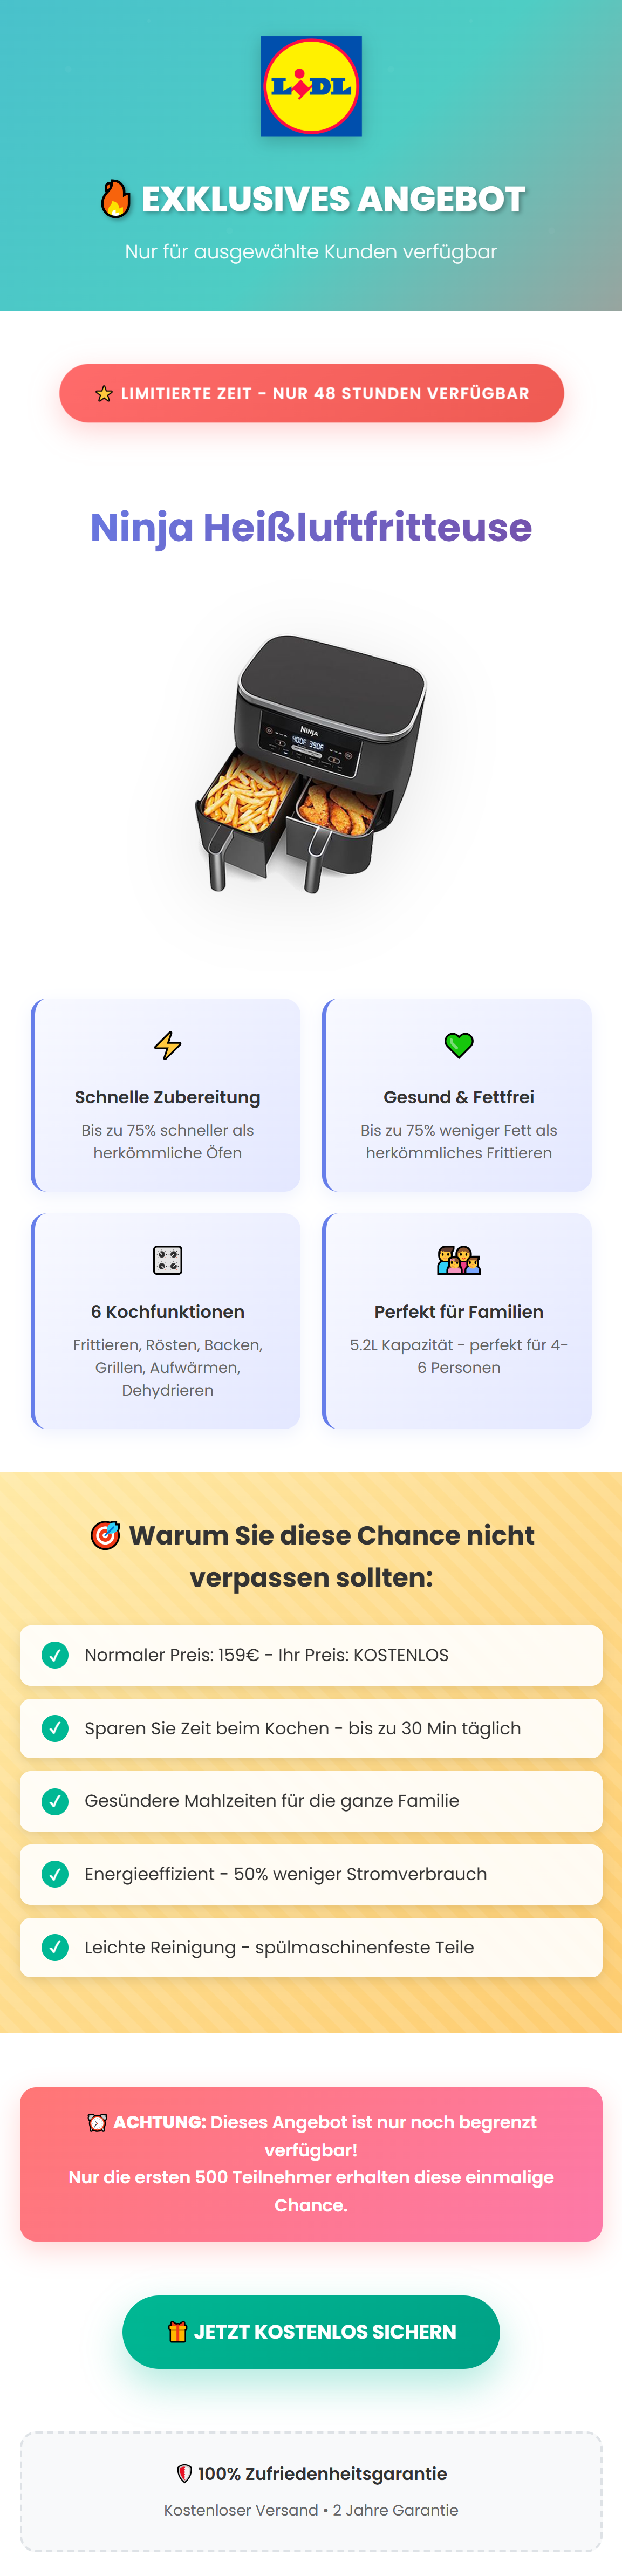 LiDL
🔥 EXKLUSIVES ANGEBOT
Nur für ausgewählte Kunden verfügbar
⭐ LIMITIERTE ZEIT - NUR 48 STUNDEN VERFÜGBAR
Ninja Heißluftfritteuse
NINJA
400F 390F
⚡
Schnelle Zubereitung
Bis zu 75% schneller als
herkömmliche Öfen
💚
Gesund & Fettfrei
Bis zu 75% weniger Fett als
herkömmliches Frittieren
6 Kochfunktionen
Frittieren, Rösten, Backen,
Grillen, Aufwärmen,
Dehydrieren
Perfekt für Familien
5.2L Kapazität - perfekt für 4-
6 Personen
🎯 Warum Sie diese Chance nicht
verpassen sollten:
✓ Normaler Preis: 159€ - Ihr Preis: KOSTENLOS
✓ Sparen Sie Zeit beim Kochen - bis zu 30 Min täglich
✓ Gesündere Mahlzeiten für die ganze Familie
✓ Energieeffizient - 50% weniger Stromverbrauch
✓ Leichte Reinigung - spülmaschinenfeste Teile
⏰ ACHTUNG: Dieses Angebot ist nur noch begrenzt
verfügbar!
Nur die ersten 500 Teilnehmer erhalten diese einmalige
Chance.
🎁 JETZT KOSTENLOS SICHERN
🛡️ 100% Zufriedenheitsgarantie
Kostenloser Versand • 2 Jahre Garantie